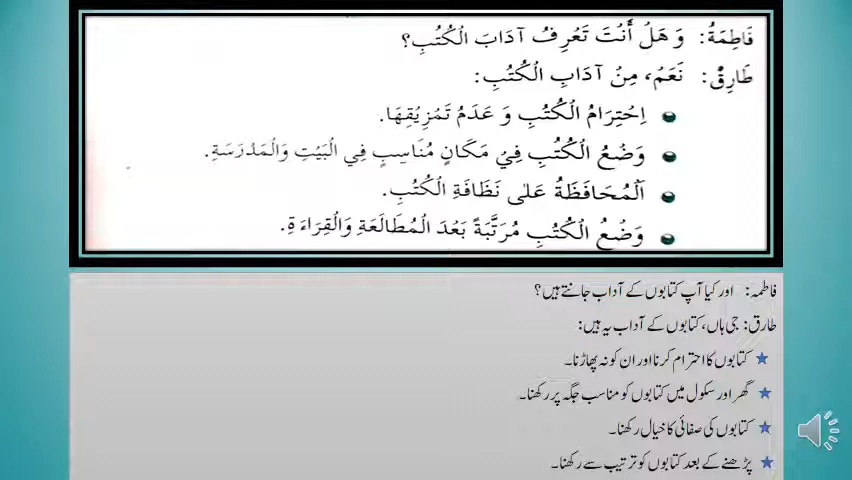 فَاطِمَةُ: وَ هَلْ أَنْتَ تَعْرِفُ آدَابَ الْكُتُبِ؟
طَارِقٌ: نَعَمْ، مِنْ آدَابِ الْكُتُبِ:
اِحْتِرَامُ الْكُتُبِ وَ عَدَمُ تَمْزِيْقِهَا.
وَضْعُ الْكُتُبِ فِيْ مَكَانٍ مُنَاسِبٍ فِي الْبَيْتِ وَالْمَدْرَسَةِ.
اَلْمُحَافَظَةُ عَلٰى نَظَافَةِ الْكُتُبِ.
وَضْعُ الْكُتُبِ مُرَتَّبَةً بَعْدَ الْمُطَالَعَةِ وَالْقِرَاءَةِ.
فاطمہ: اور کیا آپ کتابوں کے آداب جانتے ہیں؟
طارق: جی ہاں، کتابوں کے آداب یہ ہیں:
کتابوں کا احترام کرنا اور ان کو نہ پھاڑنا۔
گھر اور سکول میں کتابوں کو مناسب جگہ پر رکھنا۔
کتابوں کی صفائی کا خیال رکھنا۔
پڑھنے کے بعد کتابوں کو ترتیب سے رکھنا۔